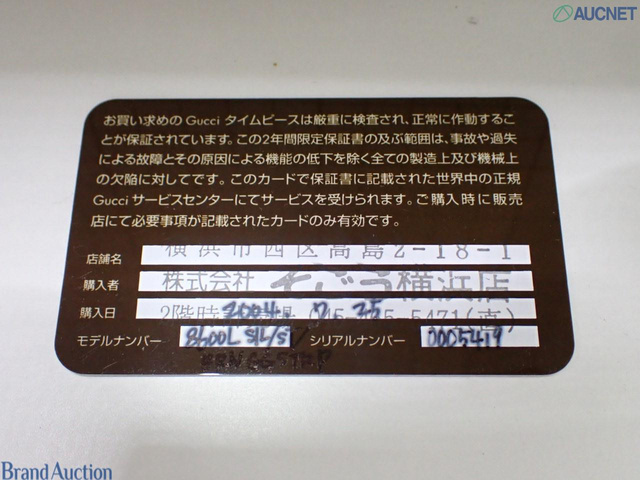 AUCNET
お買い求めの Gucci タイムピースは厳重に検査され、正常に作動するこ
とが保証されています。この2年間限定保証書の及ぶ範囲は、事故や過失
による故障とその原因による機能の低下を除く全ての製造上及び機械上
の欠陥に対してです。このカードで保証書に記載された世界中の正規
Gucciサービスセンターにてサービスを受けられます。ご購入時に販売
店にて必要事項が記載されたカードのみ有効です。
店舗名 横浜市西区高島2-18-1
購入者 株式会社 そごう横浜店
購入日 2階時 2004. 7. 25 5471(直)
モデルナンバー 8600L シリアルナンバー 0005419
Brand Auction